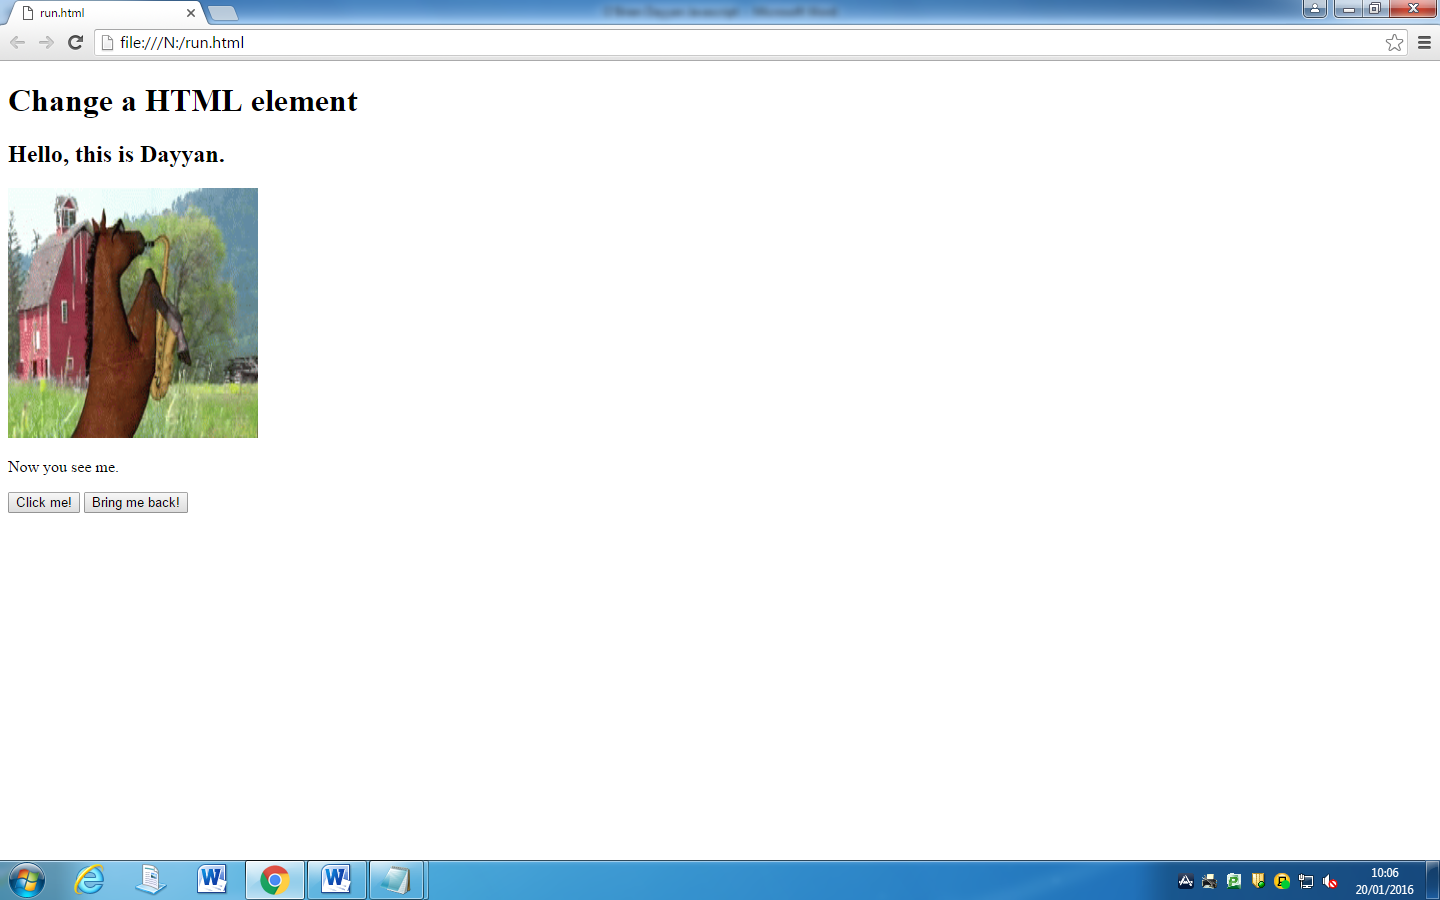 run.html
file:///N:/run.html
Change a HTML element
Hello, this is Dayyan.
Now you see me.
Click me! Bring me back!
10:06
20/01/2016